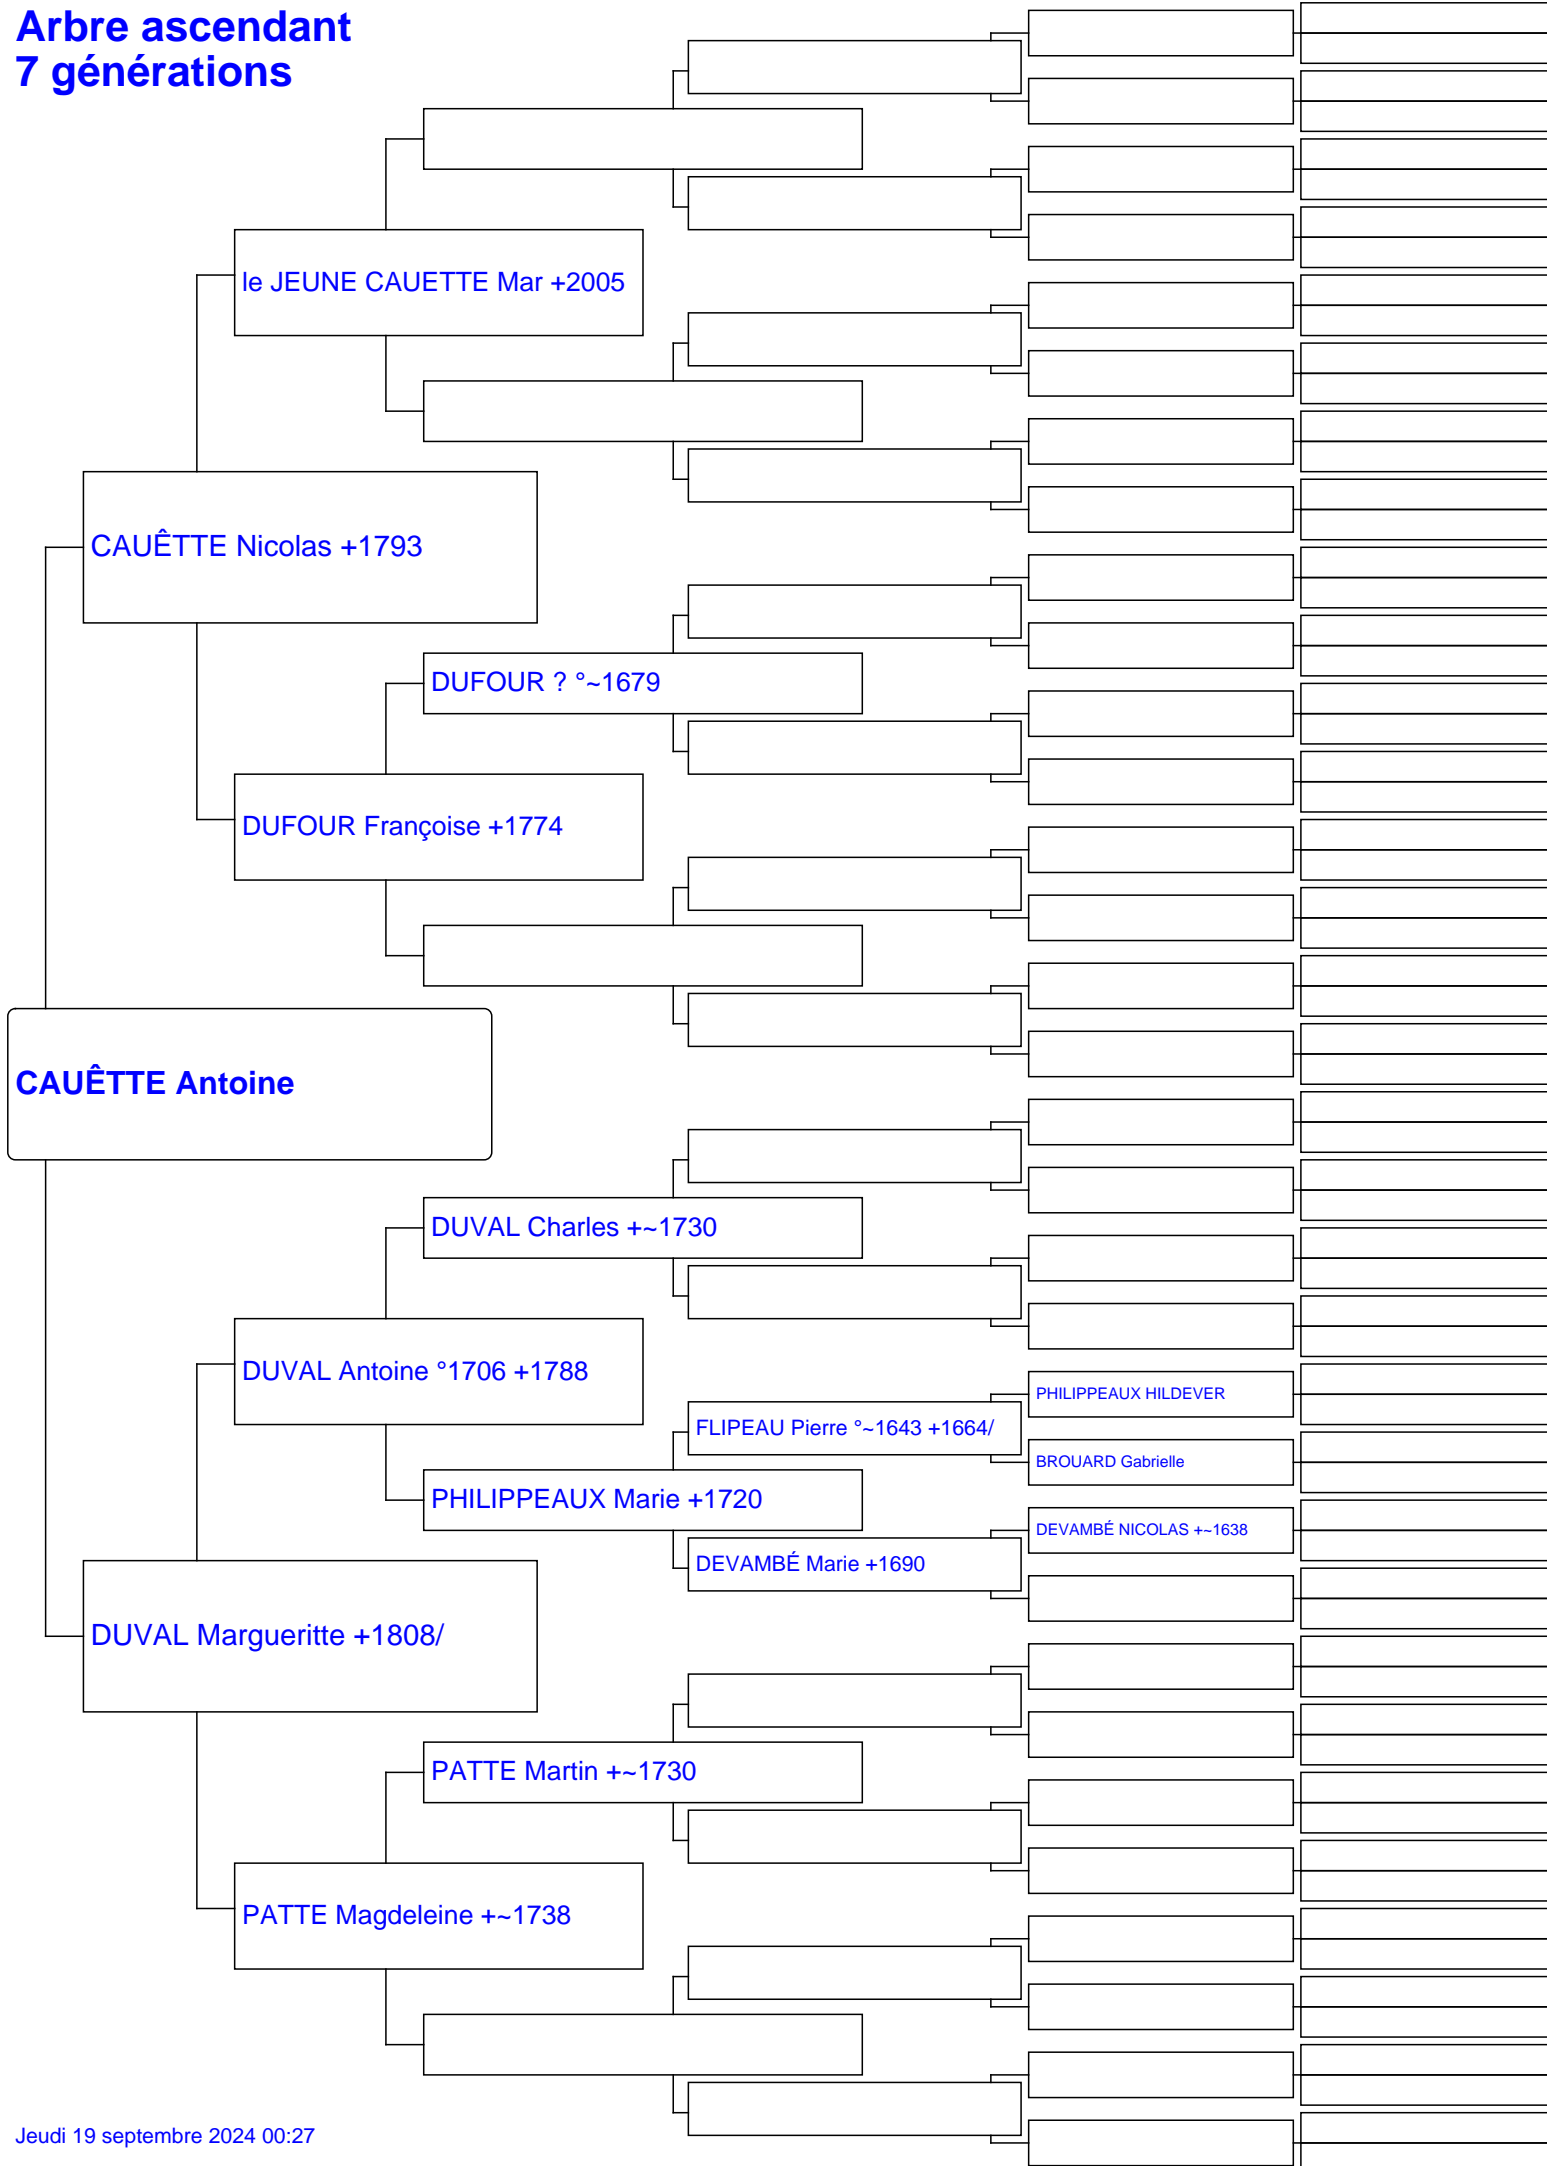 Arbre ascendant
7 générations
le JEUNE CAUETTE Mar +2005
CAUÊTTE Nicolas +1793
DUFOUR ? °~1679
DUFOUR Françoise +1774
CAUÊTTE Antoine
DUVAL Charles +~1730
DUVAL Antoine °1706 +1788
PHILIPPEAUX HILDEVER
FLIPEAU Pierre °~1643 +1664/
BROUARD Gabrielle
PHILIPPEAUX Marie +1720
DEVAMBÉ NICOLAS +~1638
DEVAMBÉ Marie +1690
DUVAL Margueritte +1808/
PATTE Martin +~1730
PATTE Magdeleine +~1738
Jeudi 19 septembre 2024 00:27